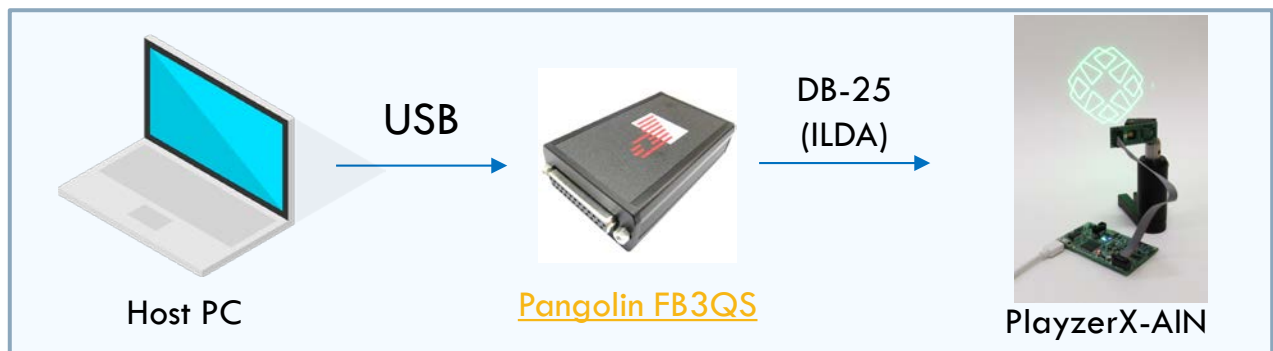 USB
DB-25
(ILDA)
Host PC
Pangolin FB3QS
PlayzerX-AIN